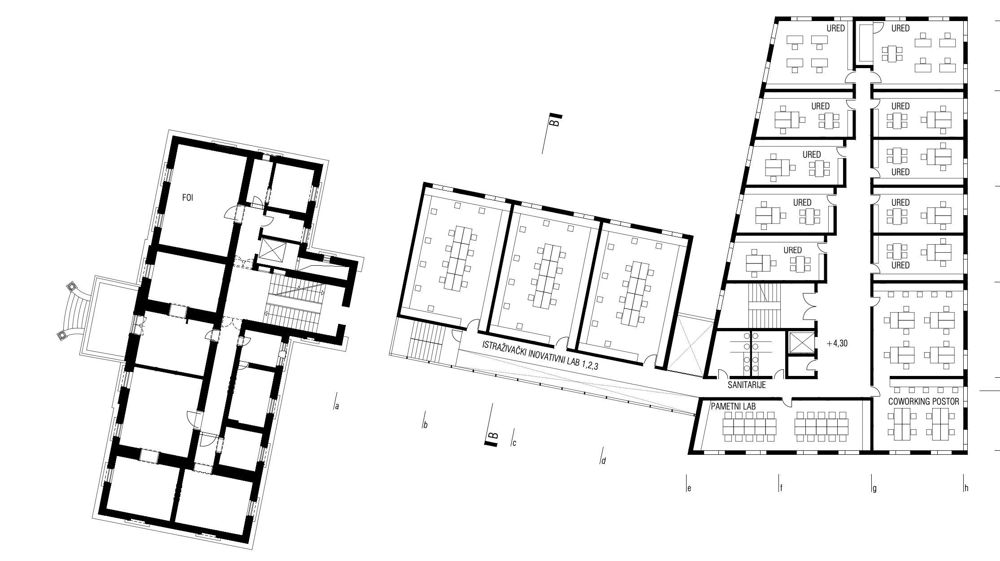 URED
URED
URED
URED
B
URED
URED
FOI
URED
URED
URED
URED
+4,30
ISTRAŽIVAČKI INOVATIVNI LAB 1,2,3
SANITARIJE
COWORKING POSTOR
PAMETNI LAB
a
b
B
c
d
e
f
g
h